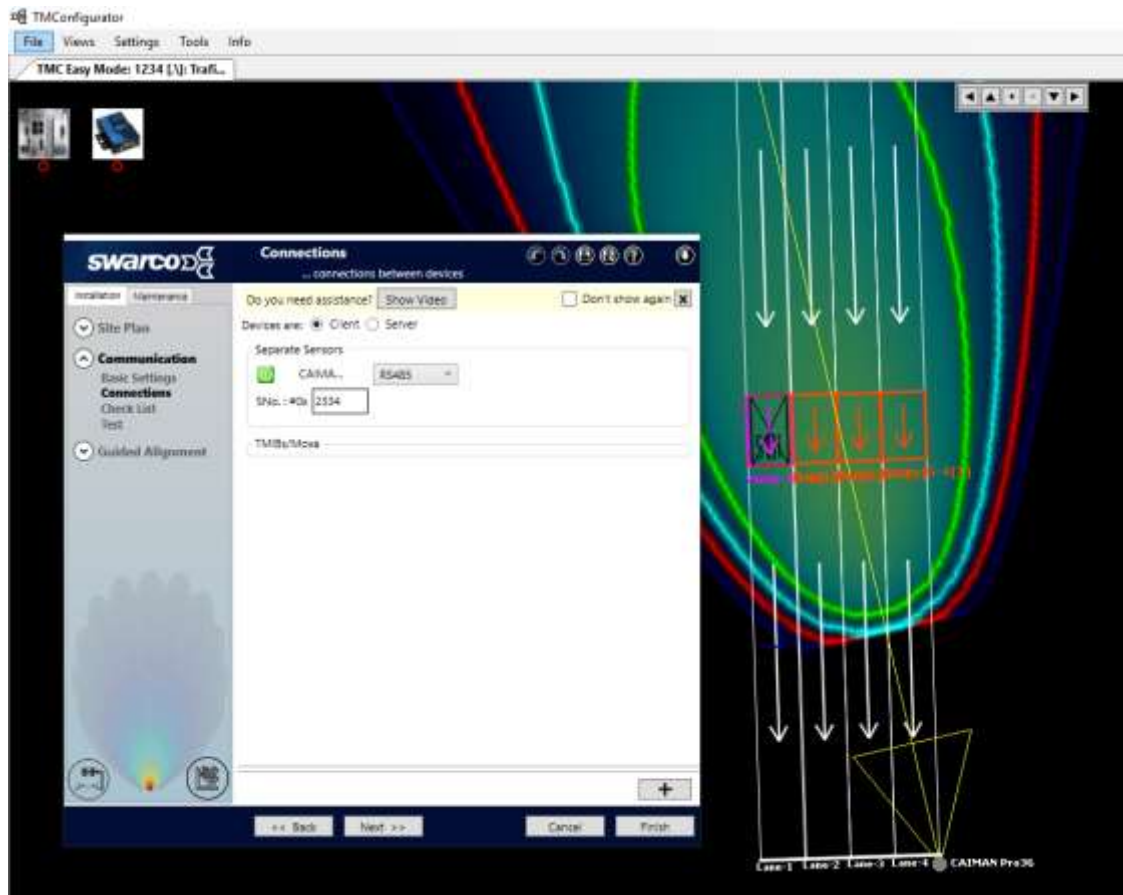 TMConfigurator
File Views Settings Tools Info
TMC Easy Mode: 1234 [.\]: Trafi...
swarco
Connections
... connections between devices
Installation Maintenance
Do you need assistance? Show Video Don't show again
Site Plan
Devices are: Client Server
Communication
Basic Settings
Connections
Check List
Test
Guided Alignment
Separate Sensors
CAIMA... RS485
SNo. : #0x 2334
TMIBs/Moxa
+
<< Back Next >> Cancel Finish
Lane-1 Lane-2 Lane-3 Lane-4 CAIMAN Pro36